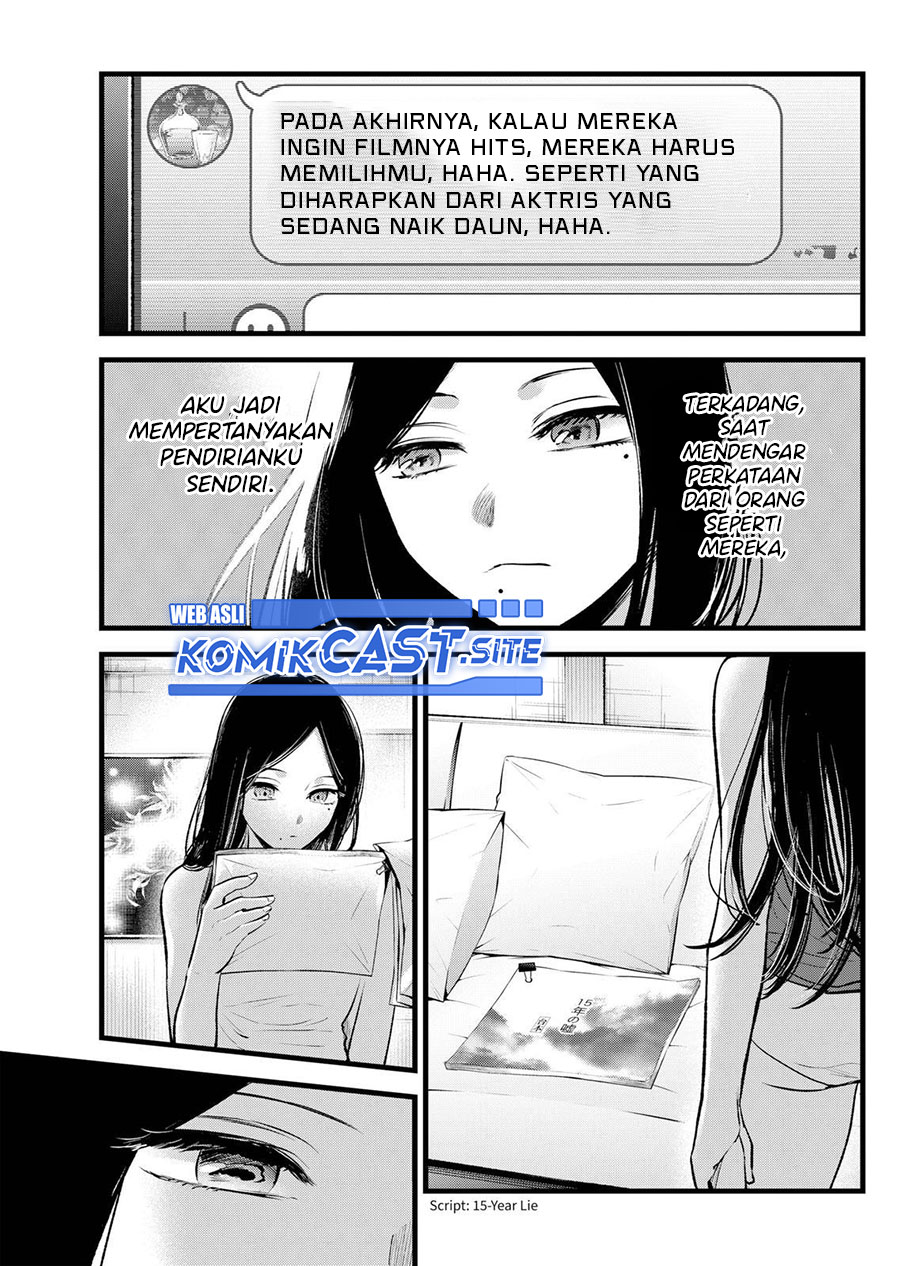 PADA AKHIRNYA, KALAU MEREKA
INGIN FILMNYA HITS, MEREKA HARUS
MEMILIHMU, HAHA. SEPERTI YANG
DIHARAPKAN DARI AKTRIS YANG
SEDANG NAIK DAUN, HAHA.
TERKADANG,
SAAT
MENDENGAR
PERKATAAN
DARI ORANG
SEPERTI
MEREKA,
AKU JADI
MEMPERTANYAKAN
PENDIRIANKU
SENDIRI.
WEB ASLI
KOMIKCAST.SITE
15年の嘘
Script: 15-Year Lie